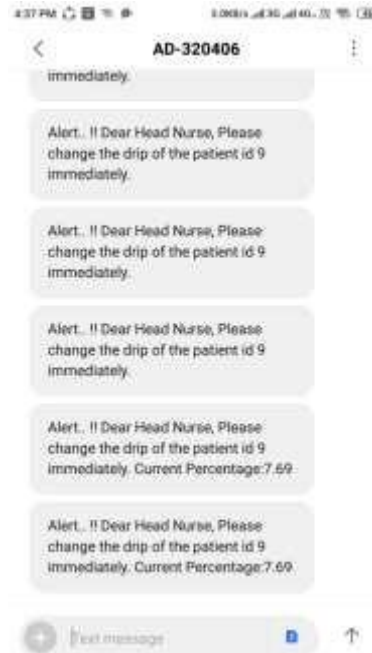 4:37 PM
AD-320406
immediately.
Alert.. !! Dear Head Nurse, Please
change the drip of the patient id 9
immediately.
Alert.. !! Dear Head Nurse, Please
change the drip of the patient id 9
immediately.
Alert.. !! Dear Head Nurse, Please
change the drip of the patient id 9
immediately.
Alert.. !! Dear Head Nurse, Please
change the drip of the patient id 9
immediately. Current Percentage:7.69
Alert.. !! Dear Head Nurse, Please
change the drip of the patient id 9
immediately. Current Percentage:7.69
Text message